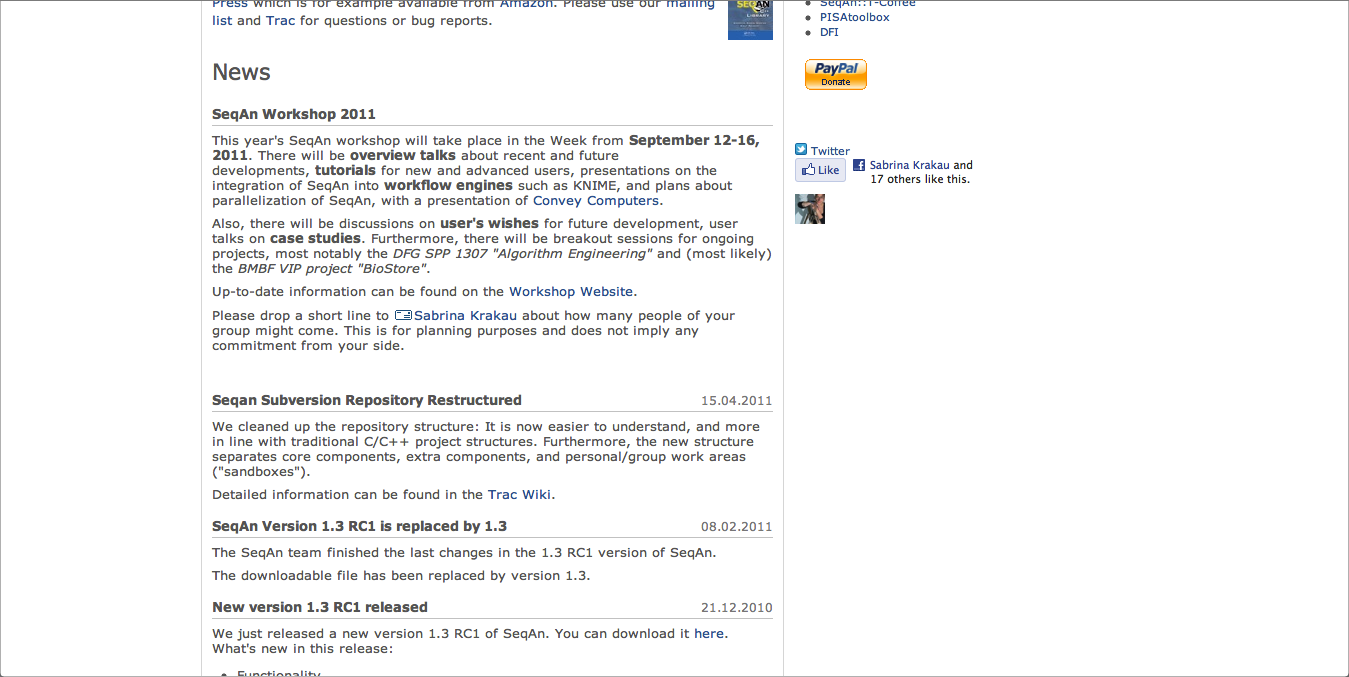 Press which is for example available from Amazon. Please use our mailing
list and Trac for questions or bug reports.
SEQAN
LIBRARY
News
SeqAn Workshop 2011
This year's SeqAn workshop will take place in the Week from September 12-16,
2011. There will be overview talks about recent and future
developments, tutorials for new and advanced users, presentations on the
integration of SeqAn into workflow engines such as KNIME, and plans about
parallelization of SeqAn, with a presentation of Convey Computers.
Also, there will be discussions on user's wishes for future development, user
talks on case studies. Furthermore, there will be breakout sessions for ongoing
projects, most notably the DFG SPP 1307 "Algorithm Engineering" and (most likely)
the BMBF VIP project "BioStore".
Up-to-date information can be found on the Workshop Website.
Please drop a short line to Sabrina Krakau about how many people of your
group might come. This is for planning purposes and does not imply any
commitment from your side.
Seqan Subversion Repository Restructured 15.04.2011
We cleaned up the repository structure: It is now easier to understand, and more
in line with traditional C/C++ project structures. Furthermore, the new structure
separates core components, extra components, and personal/group work areas
("sandboxes").
Detailed information can be found in the Trac Wiki.
SeqAn Version 1.3 RC1 is replaced by 1.3 08.02.2011
The SeqAn team finished the last changes in the 1.3 RC1 version of SeqAn.
The downloadable file has been replaced by version 1.3.
New version 1.3 RC1 released 21.12.2010
We just released a new version 1.3 RC1 of SeqAn. You can download it here.
What's new in this release:
• Functionality
• SeqAn::T-Coffee
• PISAtoolbox
• DFI
PayPal
Donate
Twitter
Like
Sabrina Krakau and
17 others like this.